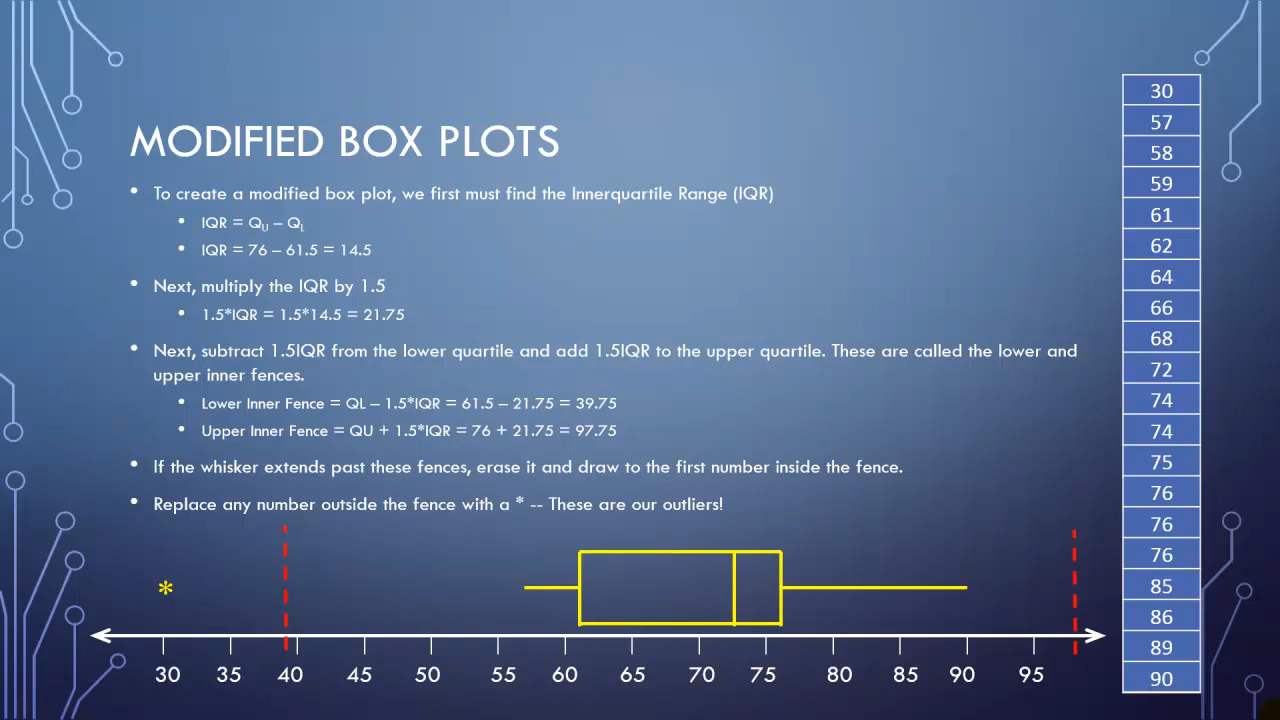 MODIFIED BOX PLOTS
• To create a modified box plot, we first must find the Innerquartile Range (IQR)
• IQR = QU – QL
• IQR = 76 – 61.5 = 14.5
• Next, multiply the IQR by 1.5
• 1.5*IQR = 1.5*14.5 = 21.75
• Next, subtract 1.5IQR from the lower quartile and add 1.5IQR to the upper quartile. These are called the lower and
upper inner fences.
• Lower Inner Fence = QL – 1.5*IQR = 61.5 – 21.75 = 39.75
• Upper Inner Fence = QU + 1.5*IQR = 76 + 21.75 = 97.75
• If the whisker extends past these fences, erase it and draw to the first number inside the fence.
• Replace any number outside the fence with a * -- These are our outliers!
*
30 35 40 45 50 55 60 65 70 75 80 85 90 95
30
57
58
59
61
62
64
66
68
72
74
74
75
76
76
76
85
86
89
90